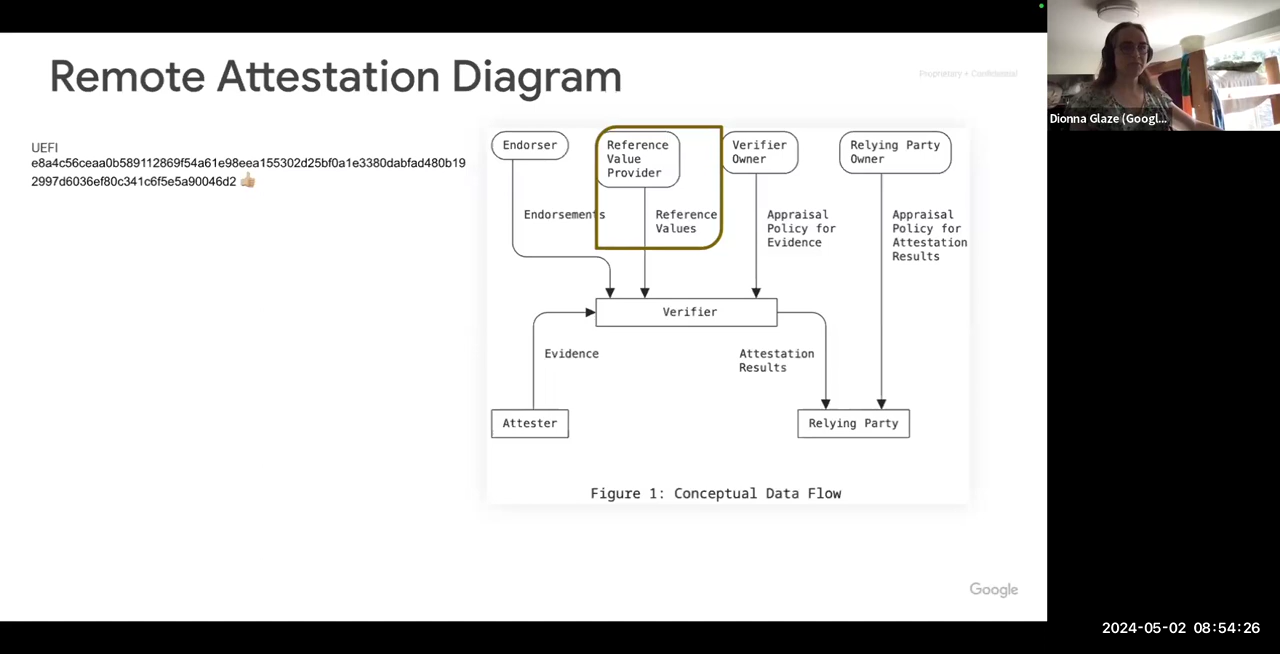 Remote Attestation Diagram
Proprietary + Confidential
Dionna Glaze (Googl...
UEFI
e8a4c56ceaa0b589112869f54a61e98eea155302d25bf0a1e3380dabfad480b19
2997d6036ef80c341c6f5e5a90046d2 👍🏼
Endorser
Reference
Value
Provider
Verifier
Owner
Relying Party
Owner
Endorsements
Reference
Values
Appraisal
Policy for
Evidence
Appraisal
Policy for
Attestation
Results
Verifier
Evidence
Attestation
Results
Attester
Relying Party
Figure 1: Conceptual Data Flow
Google
2024-05-02 08:54:26